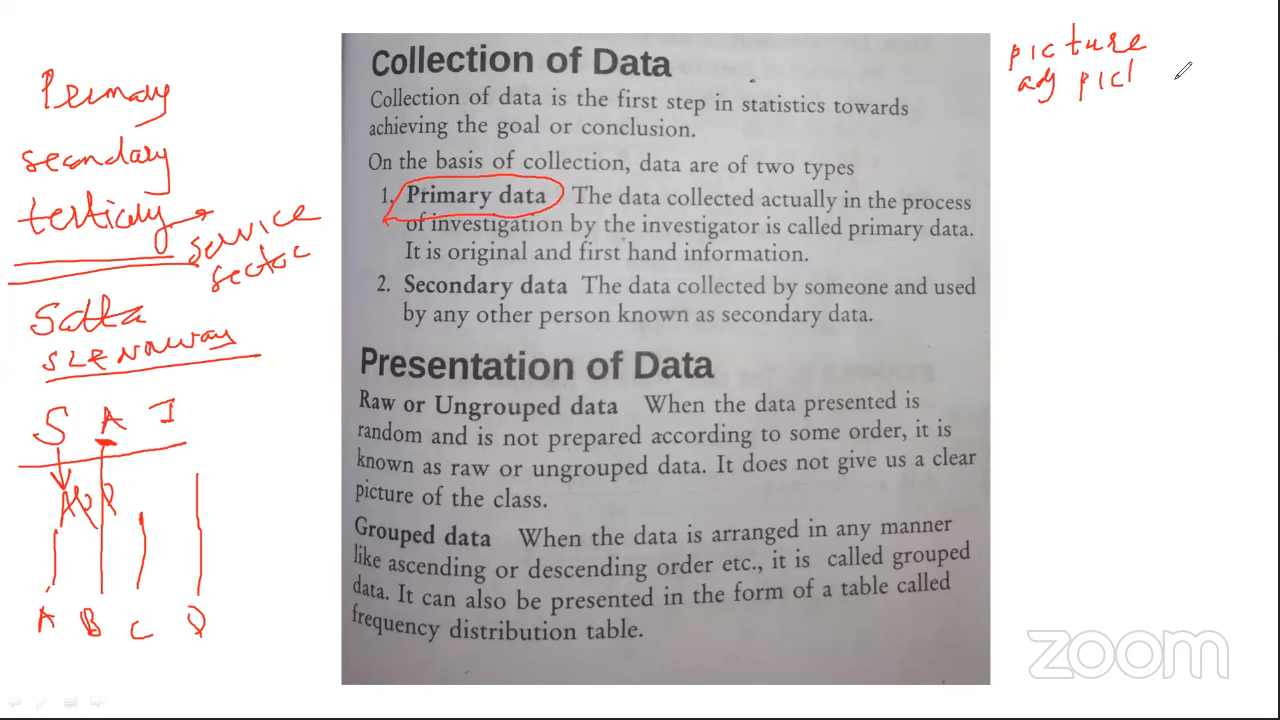 Primary
secondary
tertiary
service
sector
Satta
S A I
A B C D
Collection of Data
Collection of data is the first step in statistics towards
achieving the goal or conclusion.
On the basis of collection, data are of two types
1. Primary data The data collected actually in the process
of investigation by the investigator is called primary data.
It is original and first hand information.
2. Secondary data The data collected by someone and used
by any other person known as secondary data.
Presentation of Data
Raw or Ungrouped data When the data presented is
random and is not prepared according to some order, it is
known as raw or ungrouped data. It does not give us a clear
picture of the class.
Grouped data When the data is arranged in any manner
like ascending or descending order etc., it is called grouped
data. It can also be presented in the form of a table called
frequency distribution table.
picture
adj pict
zoom